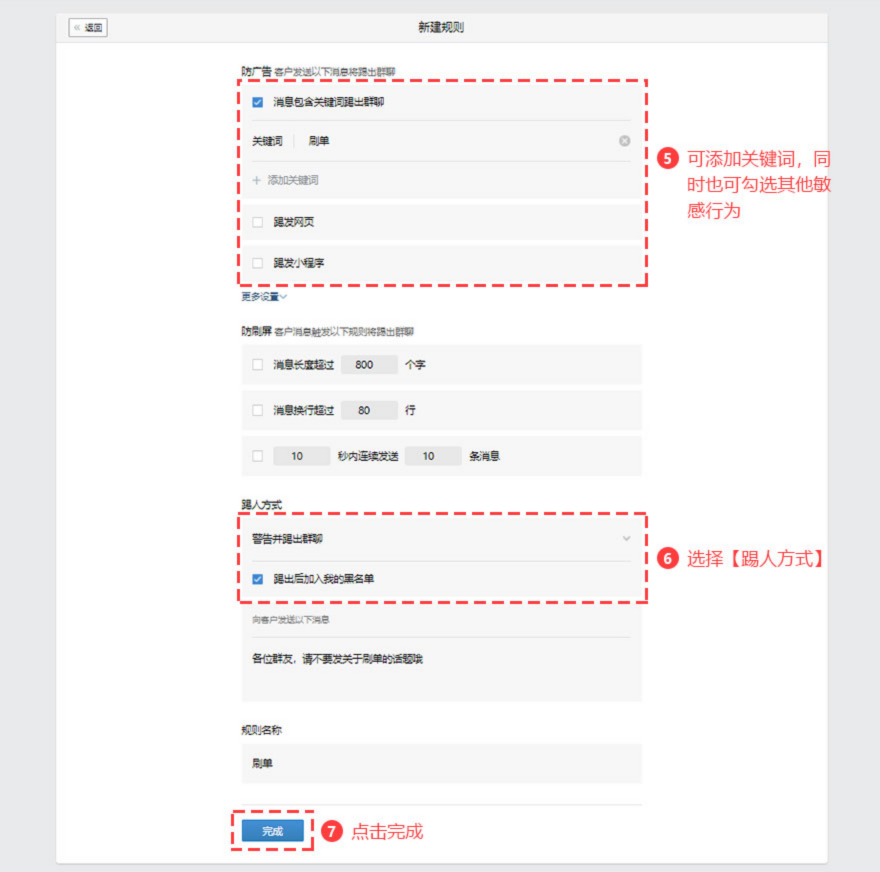 « 返回
新建规则
防广告 客户发送以下消息将踢出群聊
消息包含关键词踢出群聊
关键词 刷单
+ 添加关键词
踢发网页
踢发小程序
更多设置
5 可添加关键词，同
时也可勾选其他敏
感行为
防刷屏 客户消息触发以下规则将踢出群聊
消息长度超过 800 个字
消息换行超过 80 行
10 秒内连续发送 10 条消息
踢人方式
警告并踢出群聊
踢出后加入我的黑名单
6 选择【踢人方式】
向客户发送以下消息
各位群友，请不要发关于刷单的话题哦
规则名称
刷单
完成
7 点击完成